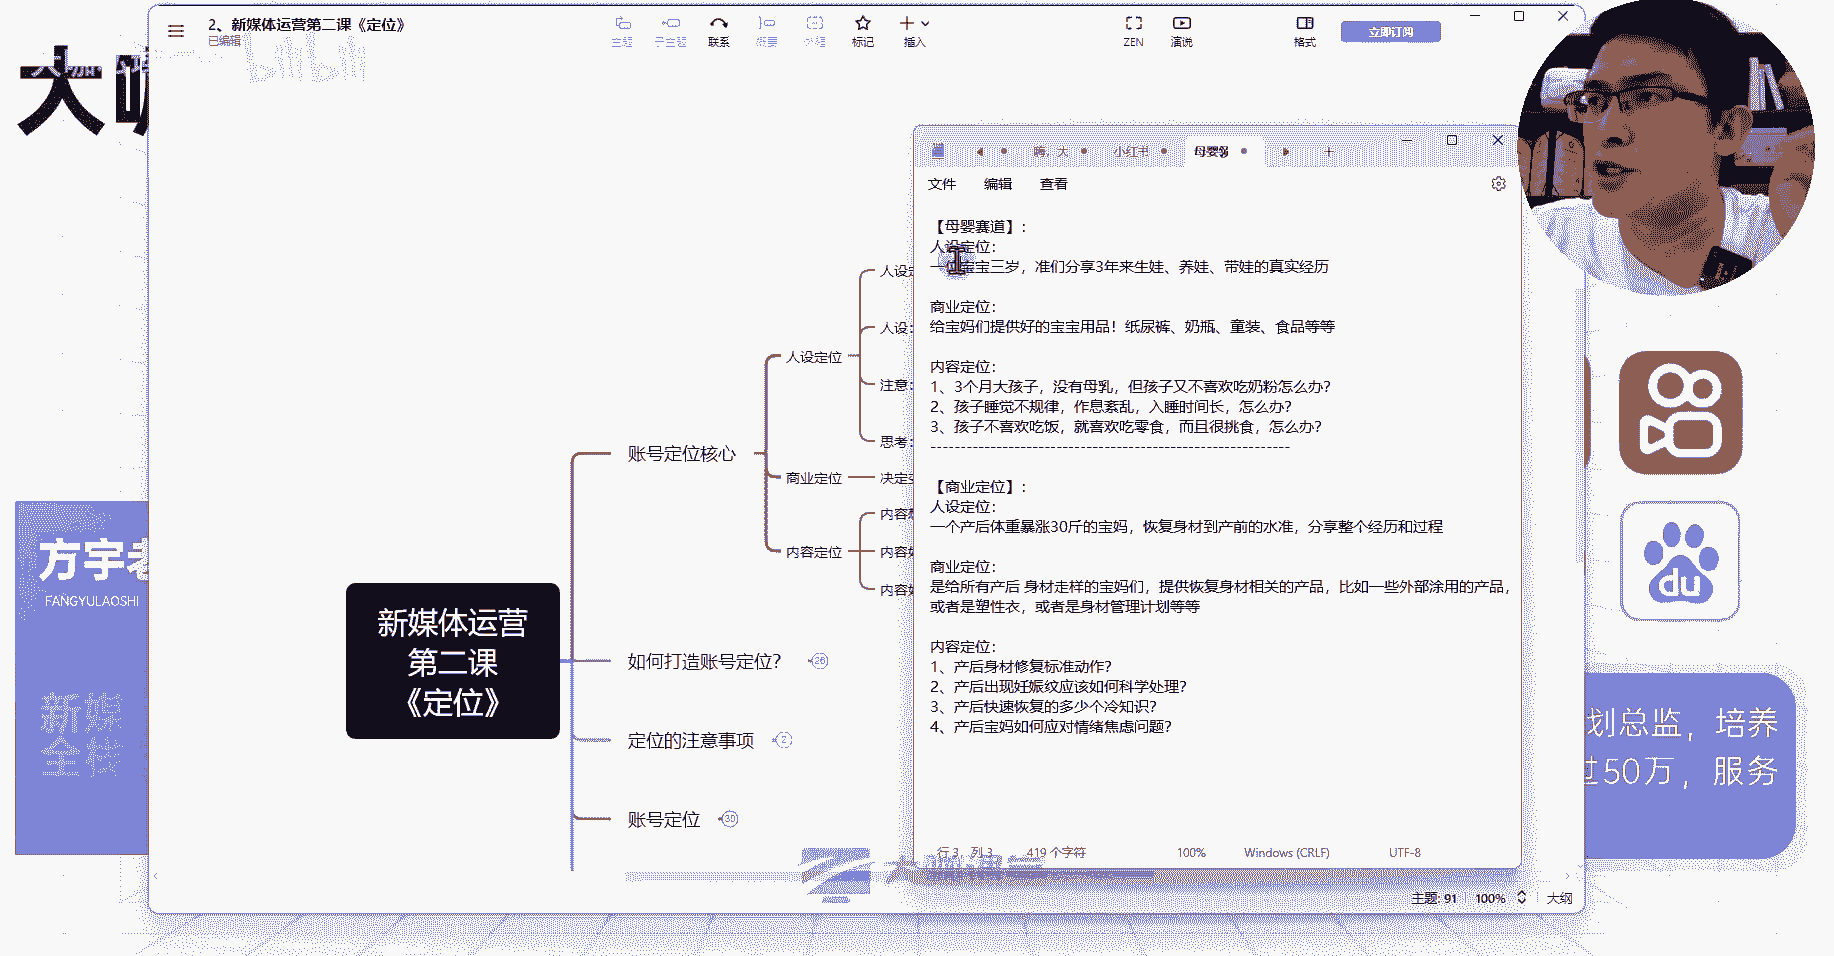 2、新媒体运营第二课《定位》
已编辑
主题
子主题
联系
概要
外框
标记
插入
ZEN
演说
格式
立即订阅
bilibili
大
母婴赛道
嗨，大
小红书
母婴
文件
编辑
查看
【母婴赛道】：
人设定位：
宝宝三岁，准们分享3年来生娃、养娃、带娃的真实经历
商业定位：
给宝妈们提供好的宝宝用品！纸尿裤、奶瓶、童装、食品等等
内容定位：
1、3个月大孩子，没有母乳，但孩子又不喜欢吃奶粉怎么办？
2、孩子睡觉不规律，作息紊乱，入睡时间长，怎么办？
3、孩子不喜欢吃饭，就喜欢吃零食，而且很挑食，怎么办？
------------------------------------------------------------
【商业定位】：
人设定位：
一个产后体重暴涨30斤的宝妈，恢复身材到产前的水准，分享整个经历和过程
商业定位：
是给所有产后 身材走样的宝妈们，提供恢复身材相关的产品，比如一些外部涂用的产品，
或者是塑性衣，或者是身材管理计划等等
内容定位：
1、产后身材修复标准动作？
2、产后出现妊娠纹应该如何科学处理？
3、产后快速恢复的多少个冷知识？
4、产后宝妈如何应对情绪焦虑问题？
行 3，列 3
419 个字符
100%
Windows (CRLF)
UTF-8
人设定
人设：
注意：
思考：
人设定位
账号定位核心
商业定位
决定
内容
内容定位
内容
内容
新媒体运营
第二课
《定位》
如何打造账号定位？
26
定位的注意事项
2
账号定位
30
方宇老
FANGYULAOSHI
新媒
全栈
du
划总监，培养
过50万，服务
主题: 91
100%
大纲